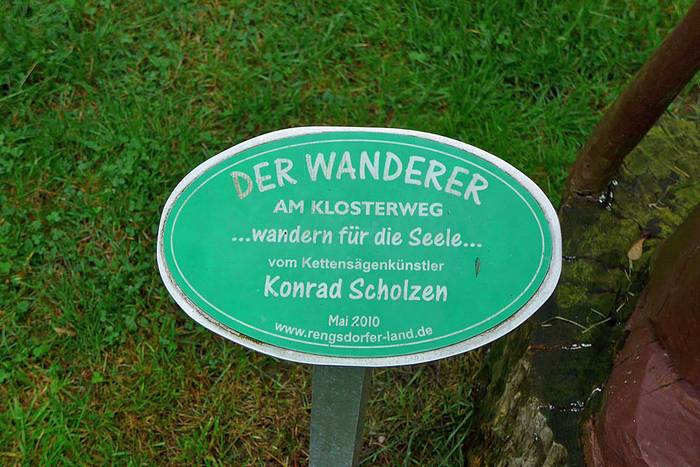 DER WANDERER
AM KLOSTERWEG
...wandern für die Seele...
vom Kettensägenkünstler
Konrad Scholzen
Mai 2010
www.rengsdorfer-land.de